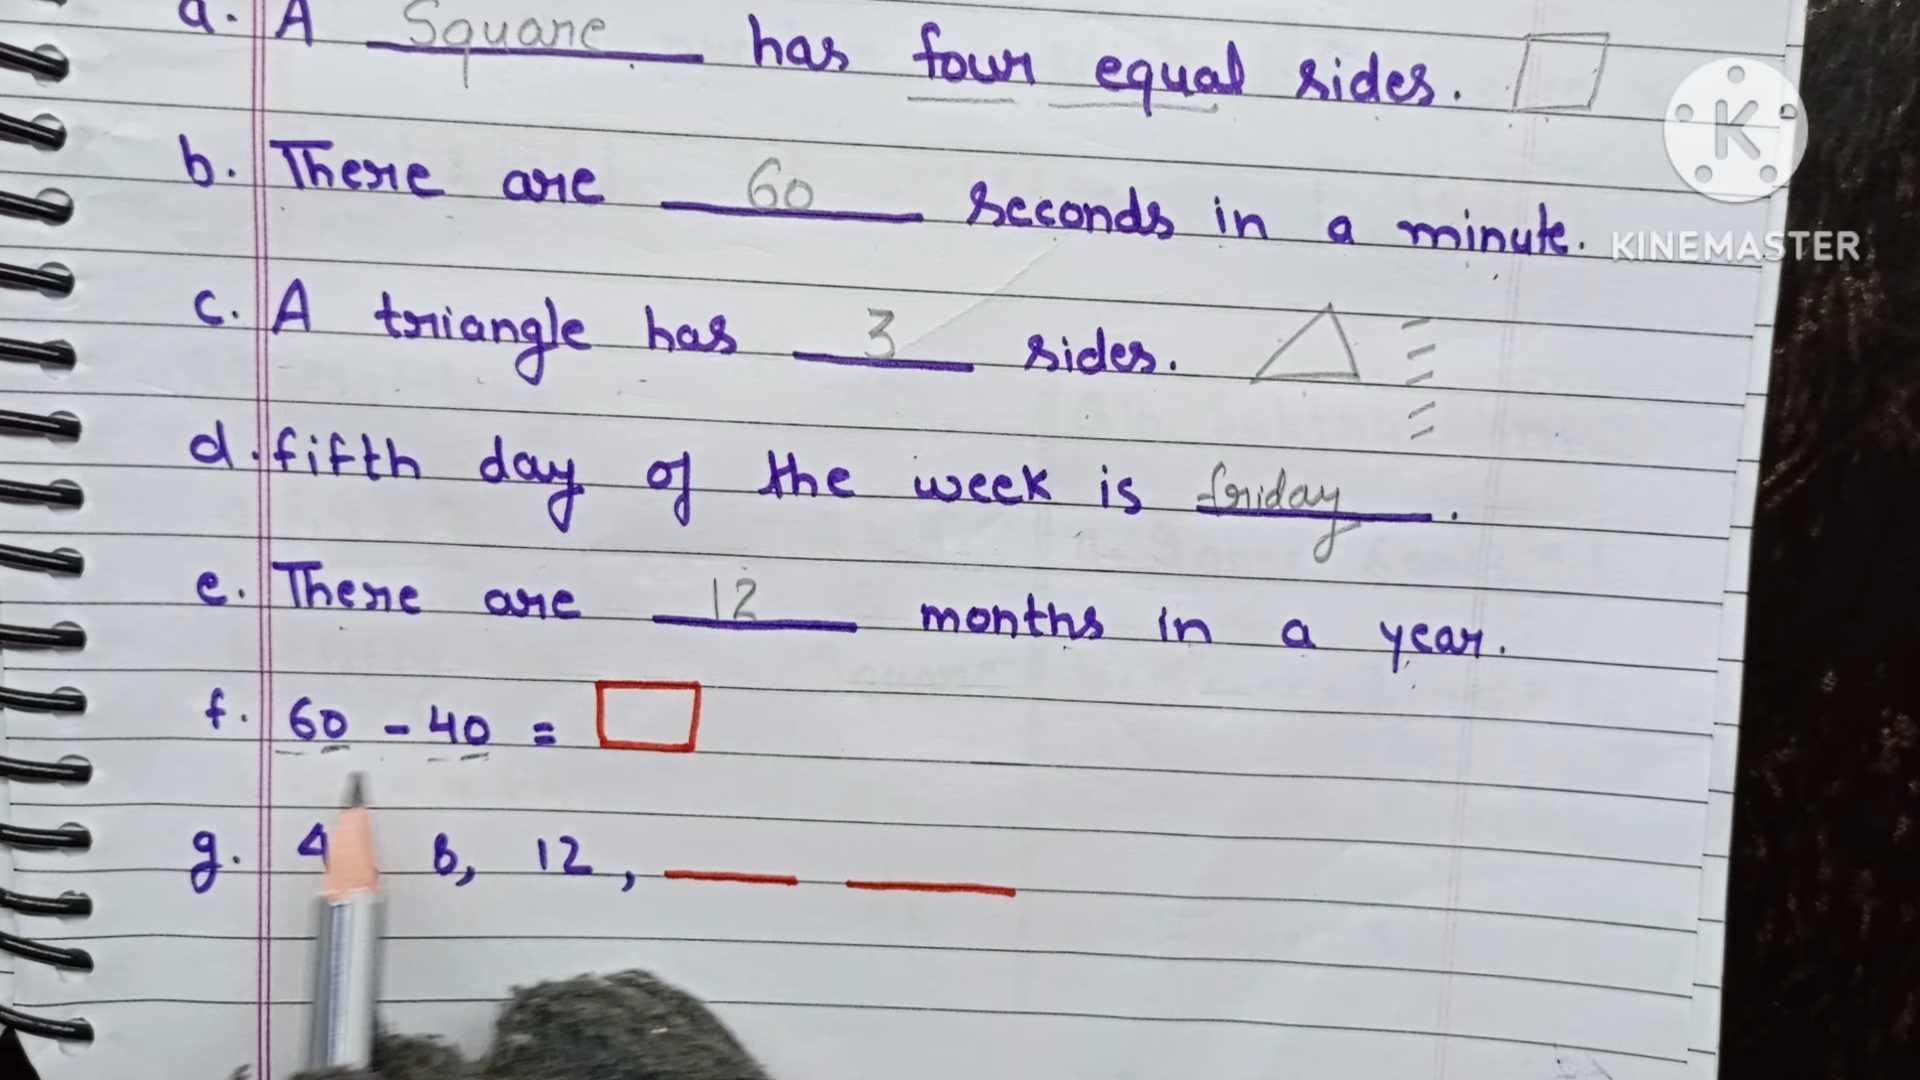 a. A Square has four equal sides.
b. There are 60 seconds in a minute.
K
KINEMASTER
c. A triangle has 3 sides.
d. fifth day of the week is friday.
e. There are 12 months in a year.
f. 60 - 40 =
g. 4 8, 12,